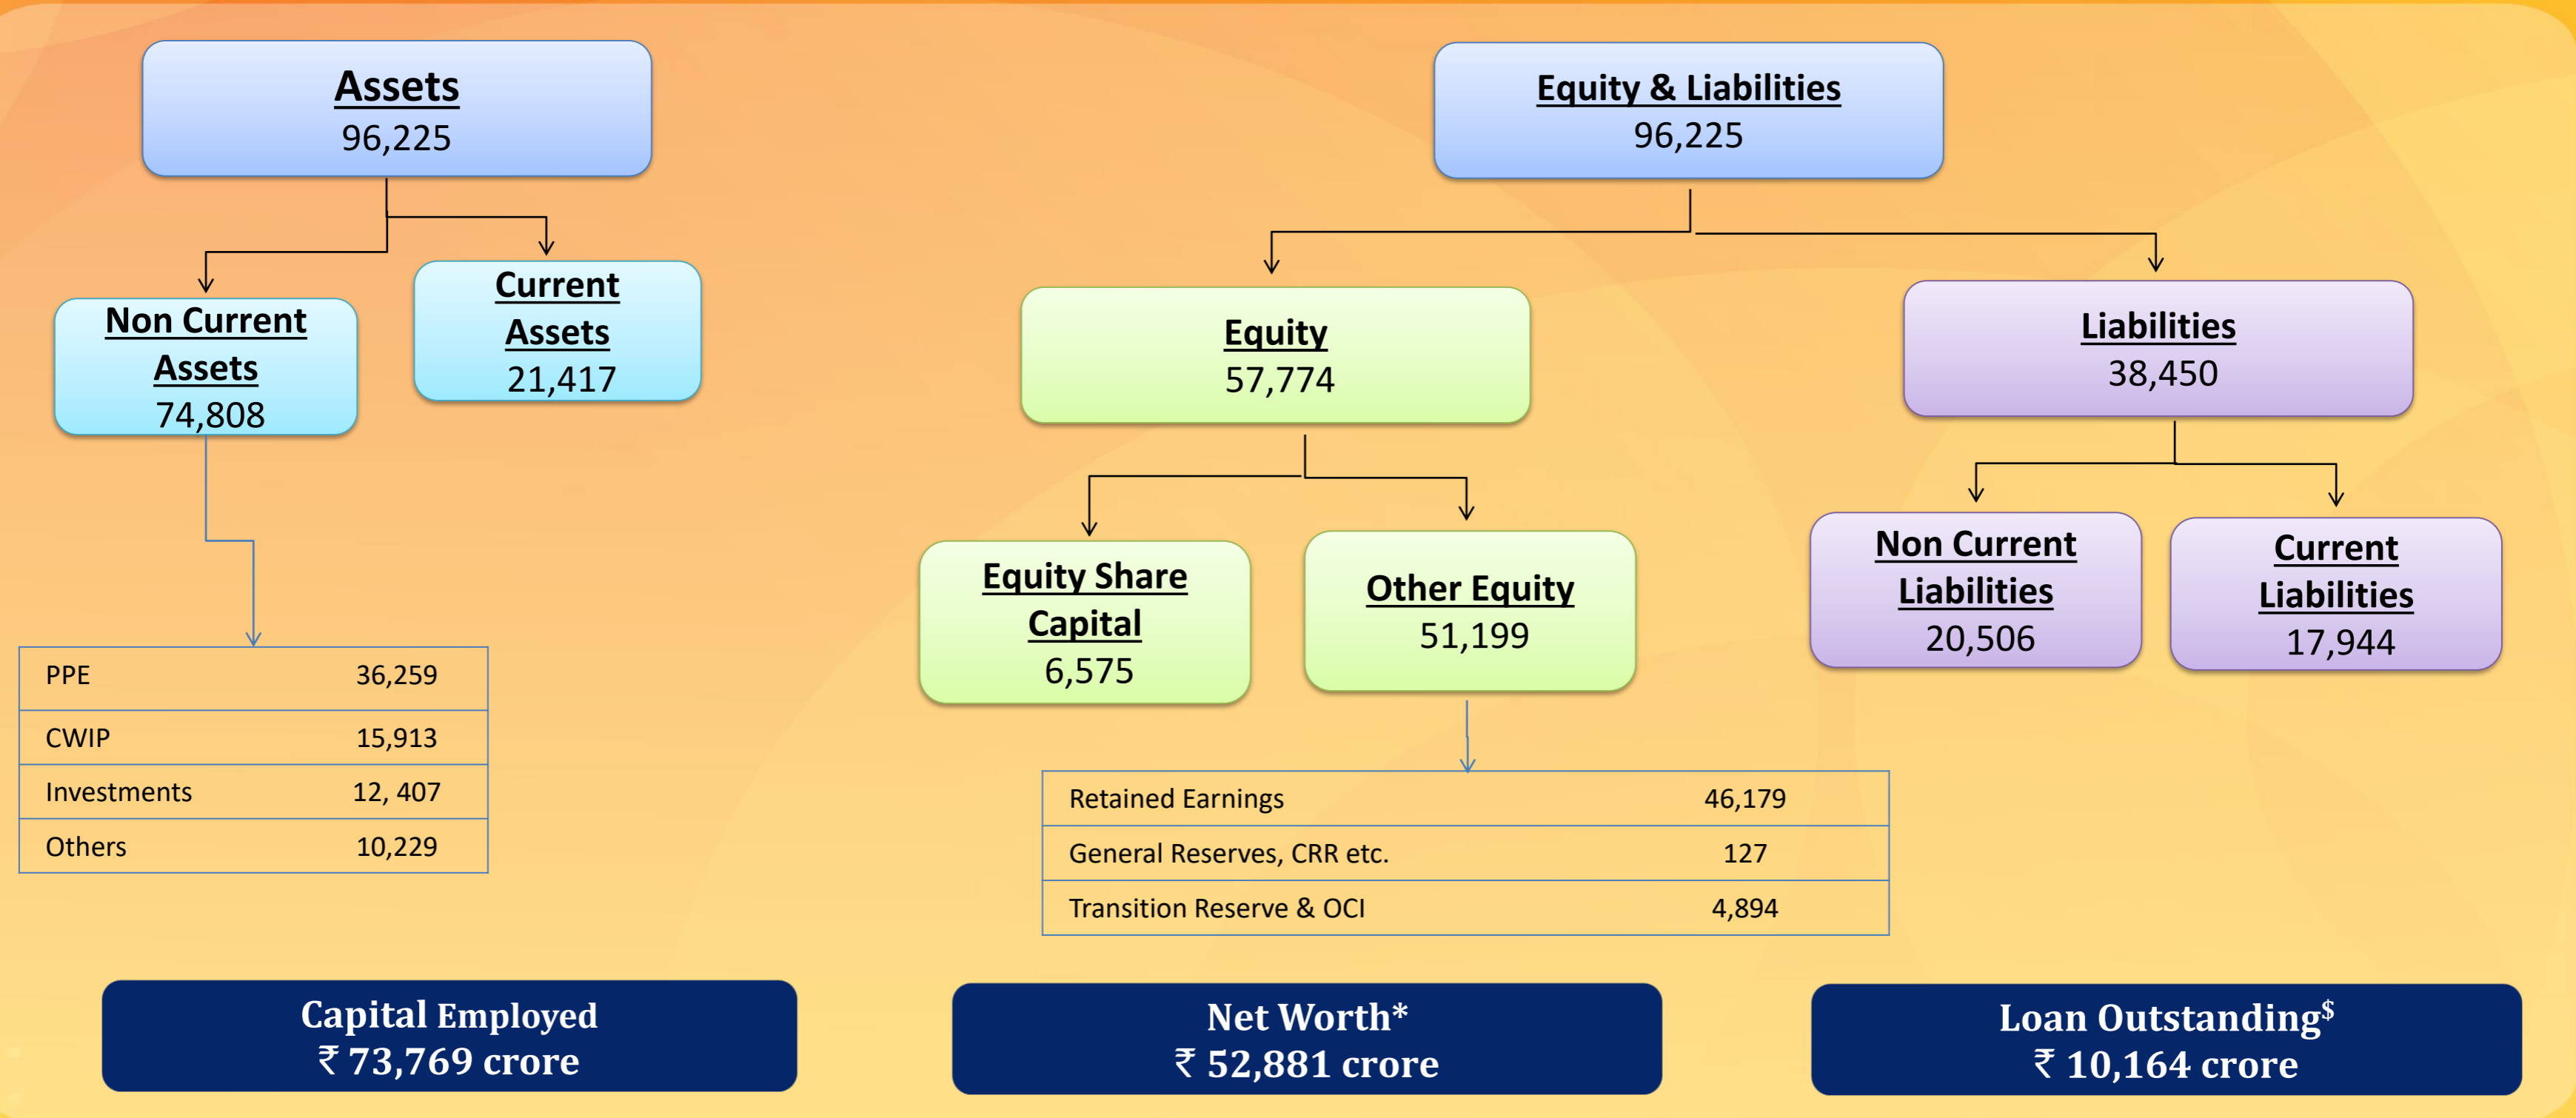 Assets
96,225
Non Current
Assets
74,808
Current
Assets
21,417
PPE 36,259
CWIP 15,913
Investments 12, 407
Others 10,229
Equity & Liabilities
96,225
Equity
57,774
Liabilities
38,450
Equity Share
Capital
6,575
Other Equity
51,199
Non Current
Liabilities
20,506
Current
Liabilities
17,944
Retained Earnings 46,179
General Reserves, CRR etc. 127
Transition Reserve & OCI 4,894
Capital Employed
₹ 73,769 crore
Net Worth*
₹ 52,881 crore
Loan Outstanding$
₹ 10,164 crore